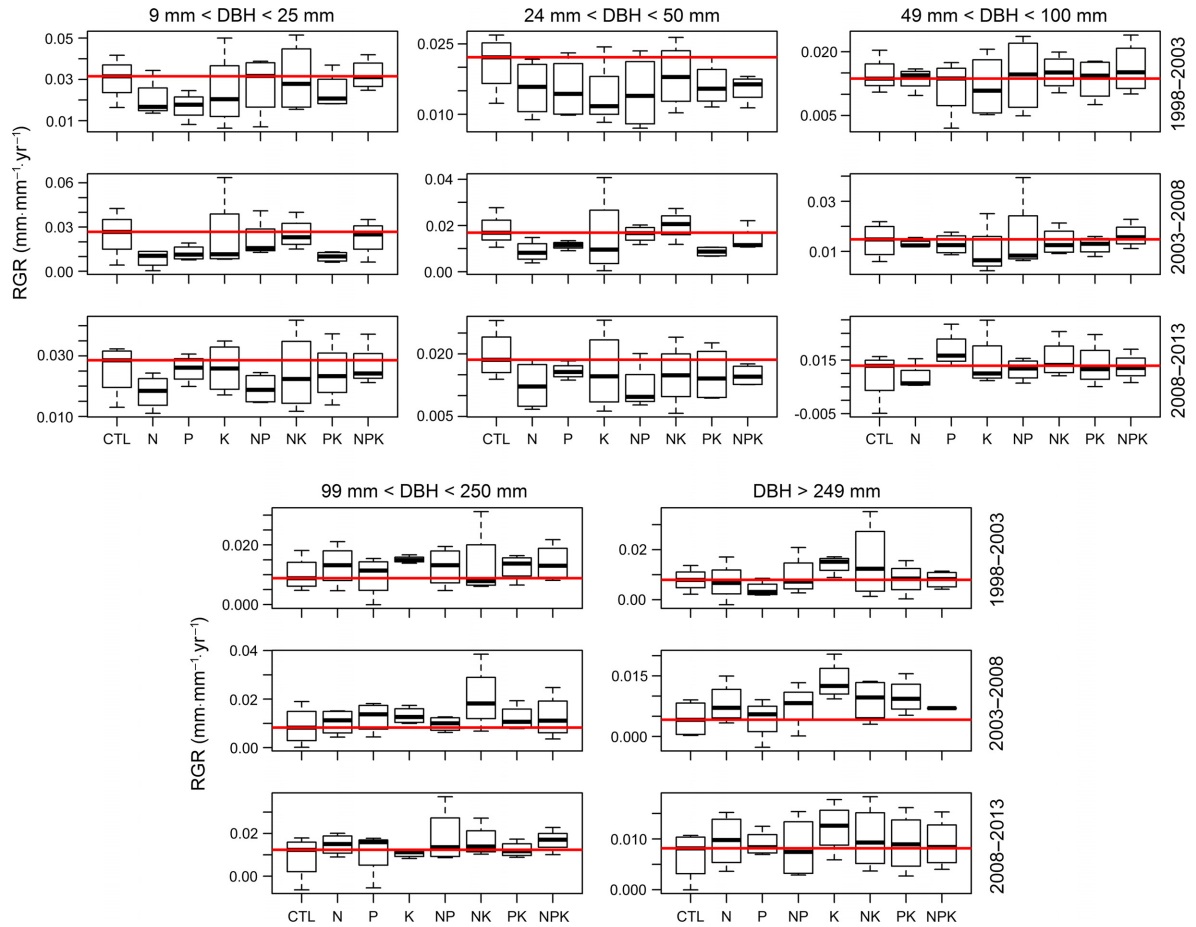 9 mm < DBH < 25 mm 24 mm < DBH < 50 mm 49 mm < DBH < 100 mm
RGR (mm·mm⁻¹·yr⁻¹)
0.05 0.025 0.020
0.03
0.01 0.010 0.005
1998–2003
0.06 0.04 0.03
0.03 0.02 0.01
0.00 0.00
2003–2008
0.030 0.020 0.015
0.010 0.005 -0.005
2008–2013
CTL N P K NP NK PK NPK CTL N P K NP NK PK NPK CTL N P K NP NK PK NPK
99 mm < DBH < 250 mm DBH > 249 mm
RGR (mm·mm⁻¹·yr⁻¹)
0.020 0.02
0.000 0.00
1998–2003
0.04 0.015
0.02
0.00 0.000
2003–2008
0.02 0.010
0.00 0.000
2008–2013
CTL N P K NP NK PK NPK CTL N P NP K NK PK NPK